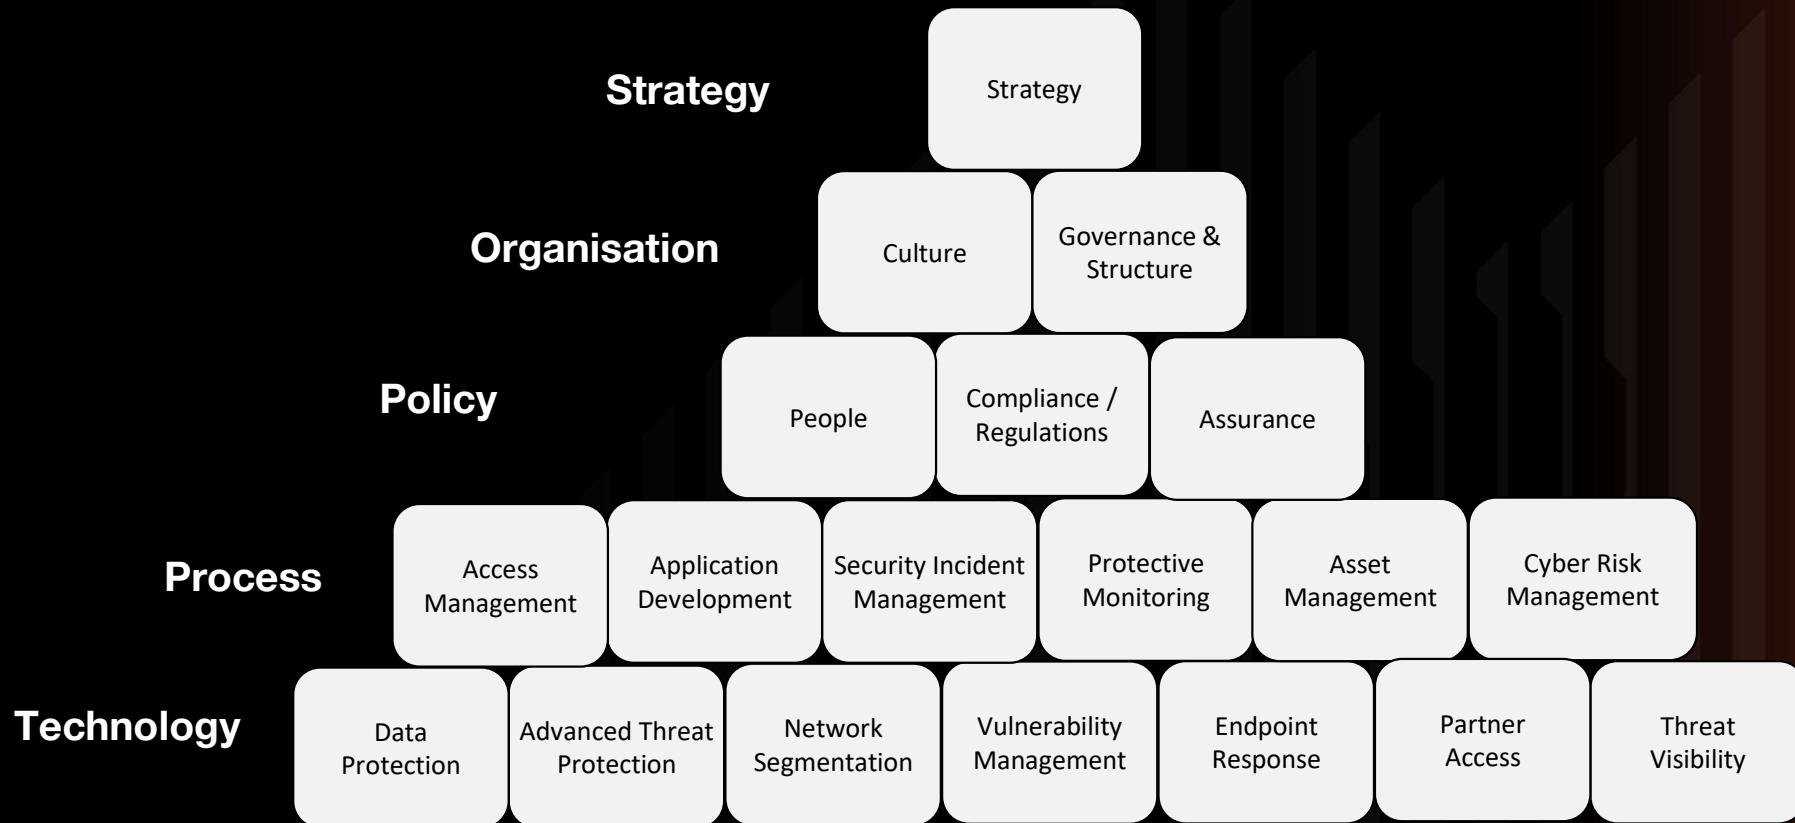 Strategy
Strategy
Organisation
Culture
Governance &
Structure
Policy
People
Compliance /
Regulations
Assurance
Process
Access
Management
Application
Development
Security Incident
Management
Protective
Monitoring
Asset
Management
Cyber Risk
Management
Technology
Data
Protection
Advanced Threat
Protection
Network
Segmentation
Vulnerability
Management
Endpoint
Response
Partner
Access
Threat
Visibility